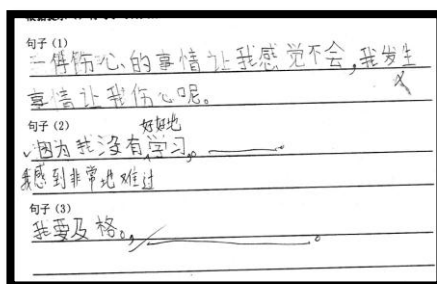 句子（1）
一件伤心的事情让我感觉不会，我发生
事情让我伤心呢。
句子（2）
好好地
因为我没有学习。
我感到非常地难过
句子（3）
我要及格。